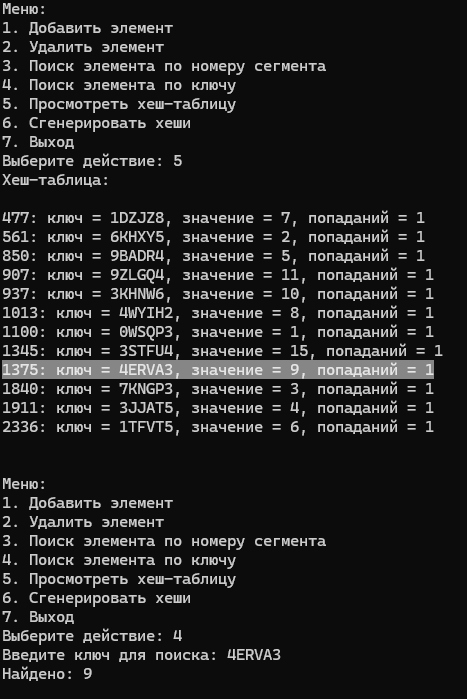 Меню:
1. Добавить элемент
2. Удалить элемент
3. Поиск элемента по номеру сегмента
4. Поиск элемента по ключу
5. Просмотреть хеш-таблицу
6. Сгенерировать хеши
7. Выход
Выберите действие: 5
Хеш-таблица:
477: ключ = 1DZJZ8, значение = 7, попаданий = 1
561: ключ = 6KHXY5, значение = 2, попаданий = 1
850: ключ = 9BADR4, значение = 5, попаданий = 1
907: ключ = 9ZLGQ4, значение = 11, попаданий = 1
937: ключ = 3KHNW6, значение = 10, попаданий = 1
1013: ключ = 4WYIH2, значение = 8, попаданий = 1
1100: ключ = 0WSQP3, значение = 1, попаданий = 1
1345: ключ = 3STFU4, значение = 15, попаданий = 1
1375: ключ = 4ERVA3, значение = 9, попаданий = 1
1840: ключ = 7KNGP3, значение = 3, попаданий = 1
1911: ключ = 3JJAT5, значение = 4, попаданий = 1
2336: ключ = 1TFVT5, значение = 6, попаданий = 1
Меню:
1. Добавить элемент
2. Удалить элемент
3. Поиск элемента по номеру сегмента
4. Поиск элемента по ключу
5. Просмотреть хеш-таблицу
6. Сгенерировать хеши
7. Выход
Выберите действие: 4
Введите ключ для поиска: 4ERVA3
Найдено: 9